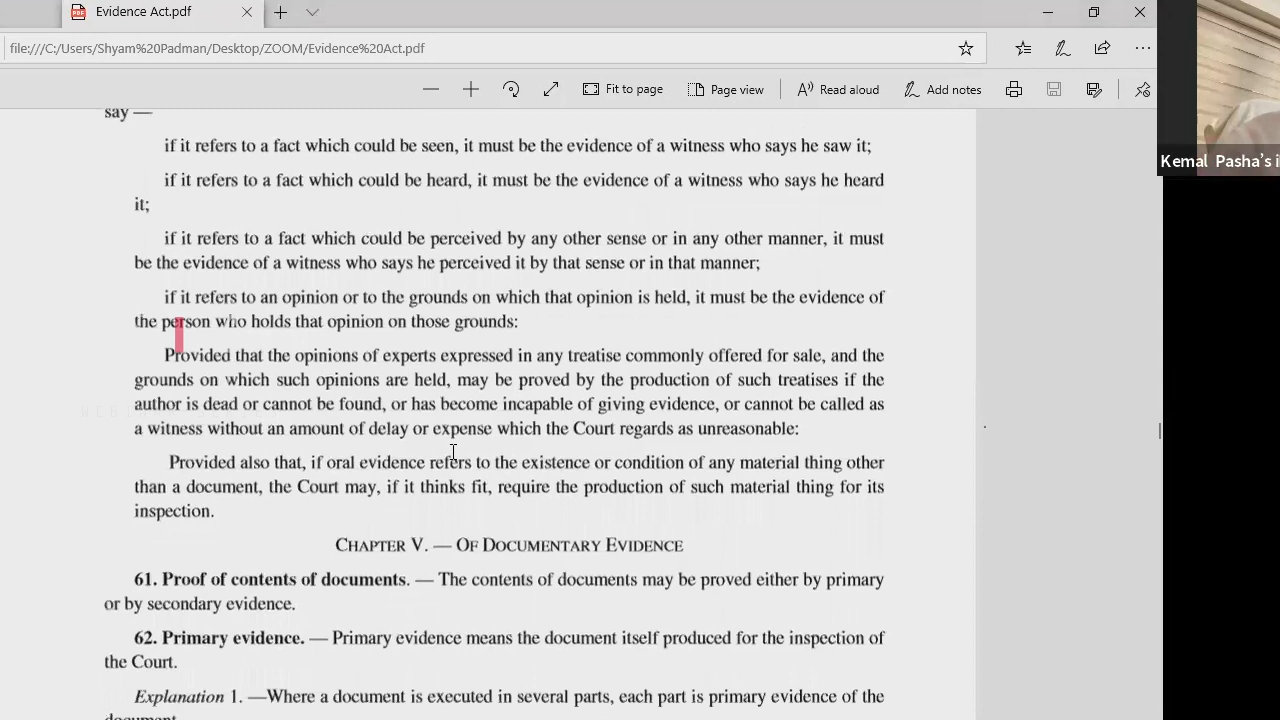 Evidence Act.pdf
file:///C:/Users/Shyam%20Padman/Desktop/ZOOM/Evidence%20Act.pdf
Fit to page
Page view
Read aloud
Add notes
Kemal Pasha's i
say —
if it refers to a fact which could be seen, it must be the evidence of a witness who says he saw it;
if it refers to a fact which could be heard, it must be the evidence of a witness who says he heard
it;
if it refers to a fact which could be perceived by any other sense or in any other manner, it must
be the evidence of a witness who says he perceived it by that sense or in that manner;
if it refers to an opinion or to the grounds on which that opinion is held, it must be the evidence of
the person who holds that opinion on those grounds:
Provided that the opinions of experts expressed in any treatise commonly offered for sale, and the
grounds on which such opinions are held, may be proved by the production of such treatises if the
author is dead or cannot be found, or has become incapable of giving evidence, or cannot be called as
a witness without an amount of delay or expense which the Court regards as unreasonable:
Provided also that, if oral evidence refers to the existence or condition of any material thing other
than a document, the Court may, if it thinks fit, require the production of such material thing for its
inspection.
CHAPTER V. — OF DOCUMENTARY EVIDENCE
61. Proof of contents of documents. — The contents of documents may be proved either by primary
or by secondary evidence.
62. Primary evidence. — Primary evidence means the document itself produced for the inspection of
the Court.
Explanation 1. —Where a document is executed in several parts, each part is primary evidence of the
document.